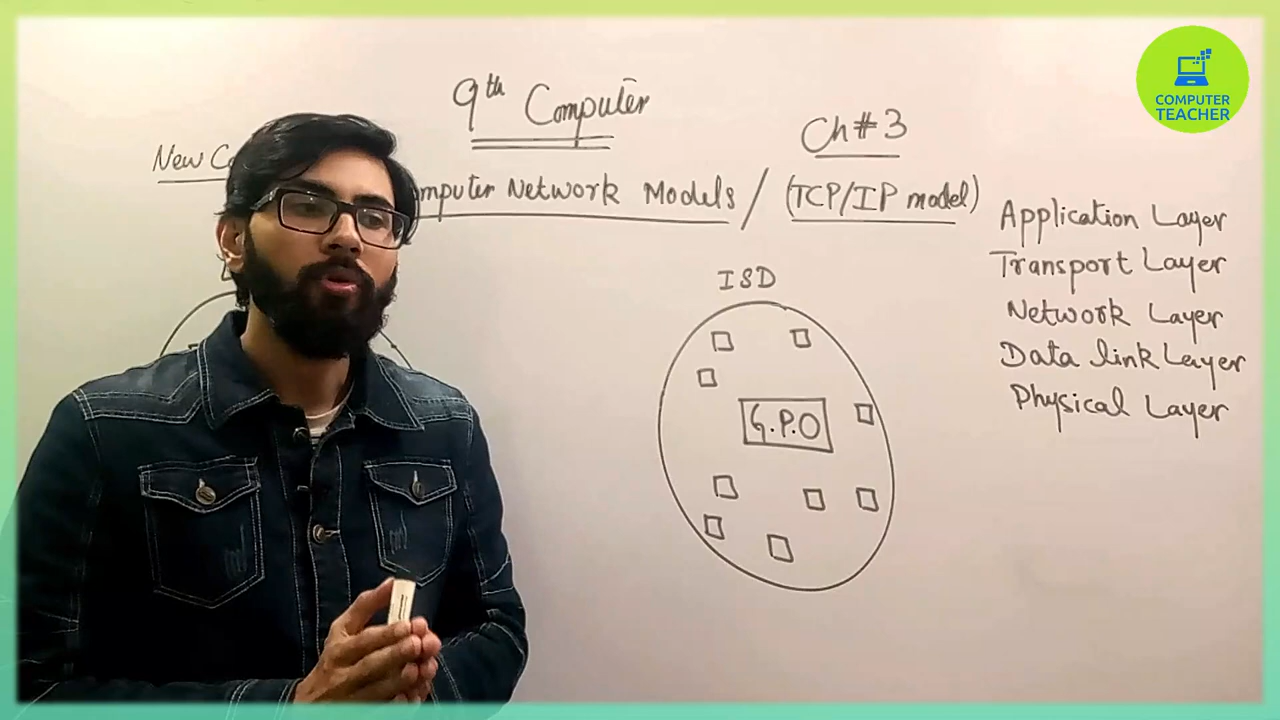 9th Computer
Ch#3
New
Computer Network Models / (TCP/IP model)
ISD
G.P.O
Application Layer
Transport Layer
Network Layer
Data link Layer
Physical Layer
COMPUTER
TEACHER